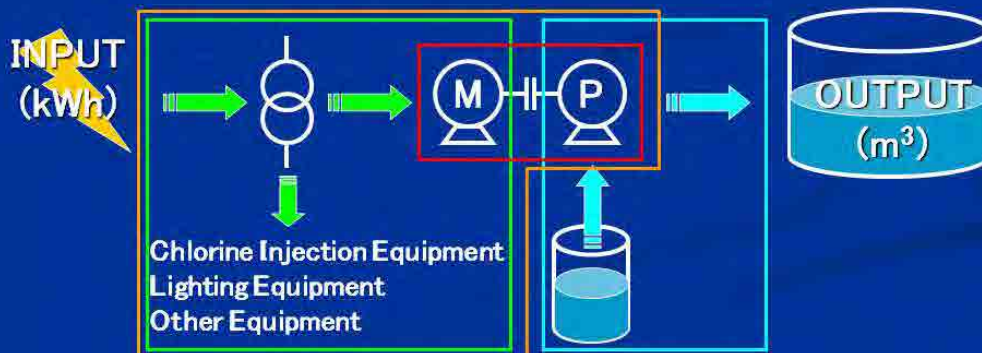 INPUT
(kWh)
M
P
OUTPUT
(m³)
Chlorine Injection Equipment
Lighting Equipment
Other Equipment